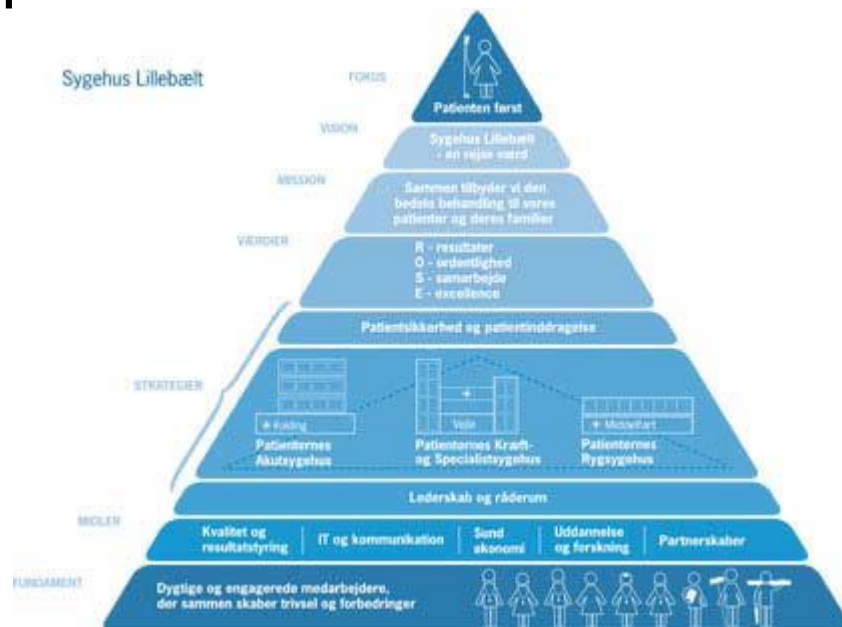 Sygehus Lillebælt
FOKUS
Patienten først
VISION
Sygehus Lillebælt
- en rejse værd
MISSION
Sammen tilbyder vi den
bedste behandling til vores
patienter og deres familier
VÆRDIER
R - resultater
O - ordentlighed
S - samarbejde
E - excellence
STRATEGIER
Patientsikkerhed og patientinddragelse
+ Kolding
Patienternes
Akutsygehus
Vejle
Patienternes Kræft-
og Specialistsygehus
+ Middelfart
Patienternes
Rygsygehus
Lederskab og råderum
MIDLER
Kvalitet og
resultatstyring
IT og kommunikation
Sund
økonomi
Uddannelse
og forskning
Partnerskaber
FUNDAMENT
Dygtige og engagerede medarbejdere,
der sammen skaber trivsel og forbedringer